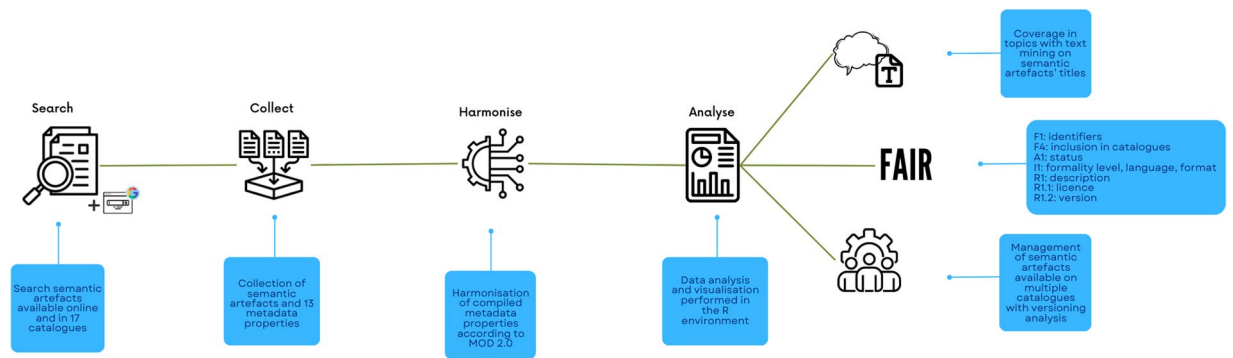 Search
Collect
Harmonise
Analyse
+
G
T
FAIR
Search semantic
artefacts
available online
and in 17
catalogues
Collection of
semantic
artefacts and 13
metadata
properties
Harmonisation
of compiled
metadata
properties
according to
MOD 2.0
Data analysis
and visualisation
performed in
the R
environment
Coverage in
topics with text
mining on
semantic
artefacts' titles
F1: identifiers
F4: inclusion in catalogues
A1: status
I1: formality level, language, format
R1: description
R1.1: licence
R1.2: version
Management
of semantic
artefacts
available on
multiple
catalogues
with versioning
analysis